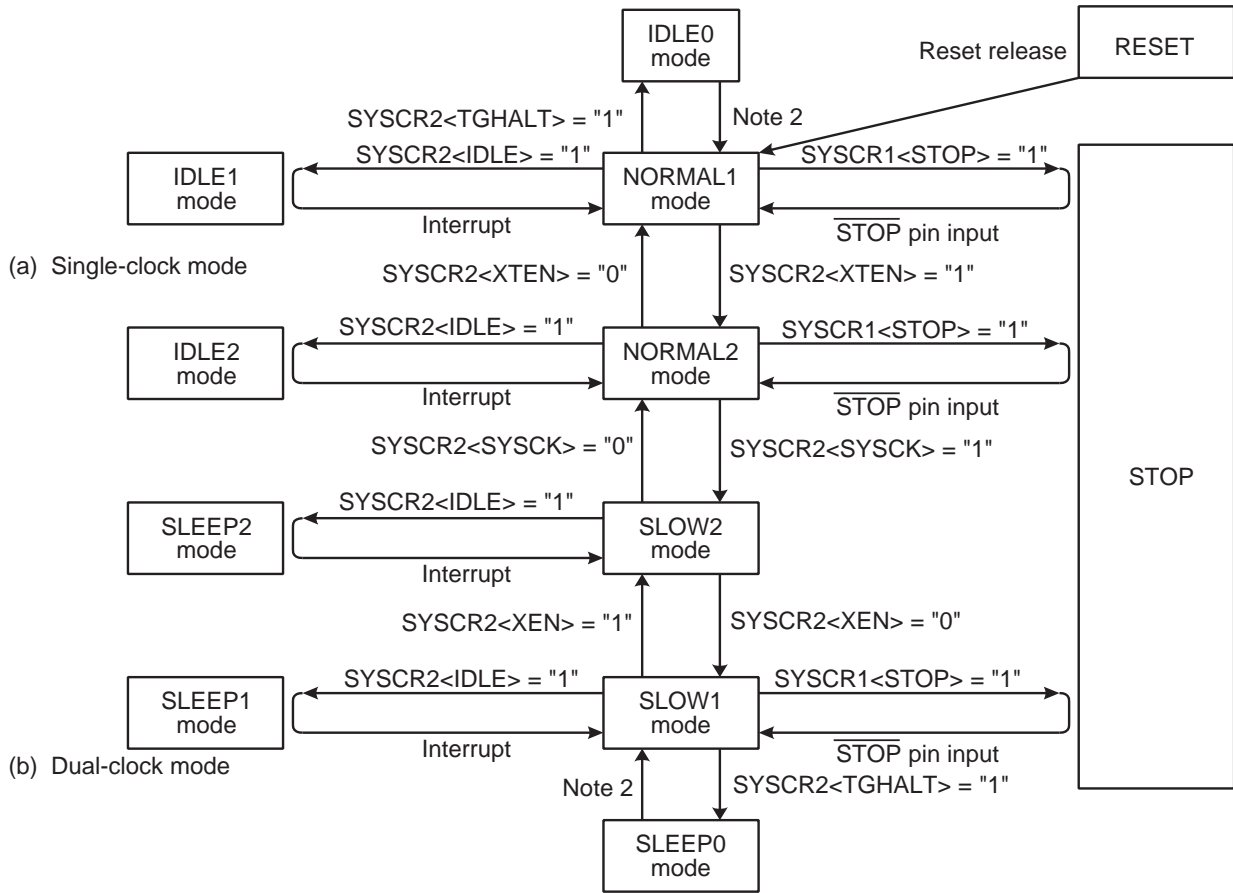 IDLE0
mode
Reset release
RESET
SYSCR2<TGHALT> = "1"
Note 2
SYSCR2<IDLE> = "1"
SYSCR1<STOP> = "1"
IDLE1
mode
NORMAL1
mode
Interrupt
STOP pin input
(a) Single-clock mode
SYSCR2<XTEN> = "0"
SYSCR2<XTEN> = "1"
SYSCR2<IDLE> = "1"
SYSCR1<STOP> = "1"
IDLE2
mode
NORMAL2
mode
Interrupt
STOP pin input
SYSCR2<SYSCK> = "0"
SYSCR2<SYSCK> = "1"
STOP
SYSCR2<IDLE> = "1"
SLEEP2
mode
SLOW2
mode
Interrupt
SYSCR2<XEN> = "1"
SYSCR2<XEN> = "0"
SYSCR2<IDLE> = "1"
SYSCR1<STOP> = "1"
SLEEP1
mode
SLOW1
mode
Interrupt
STOP pin input
(b) Dual-clock mode
Note 2
SYSCR2<TGHALT> = "1"
SLEEP0
mode